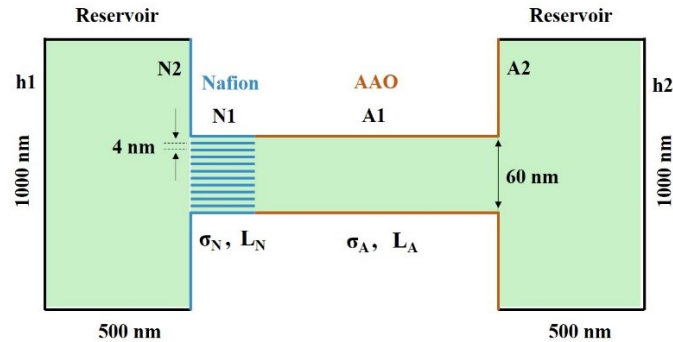 Reservoir
Reservoir
h1
N2
Nafion
AAO
A2
h2
N1
A1
4 nm
60 nm
1000 nm
1000 nm
σN , LN
σA , LA
500 nm
500 nm